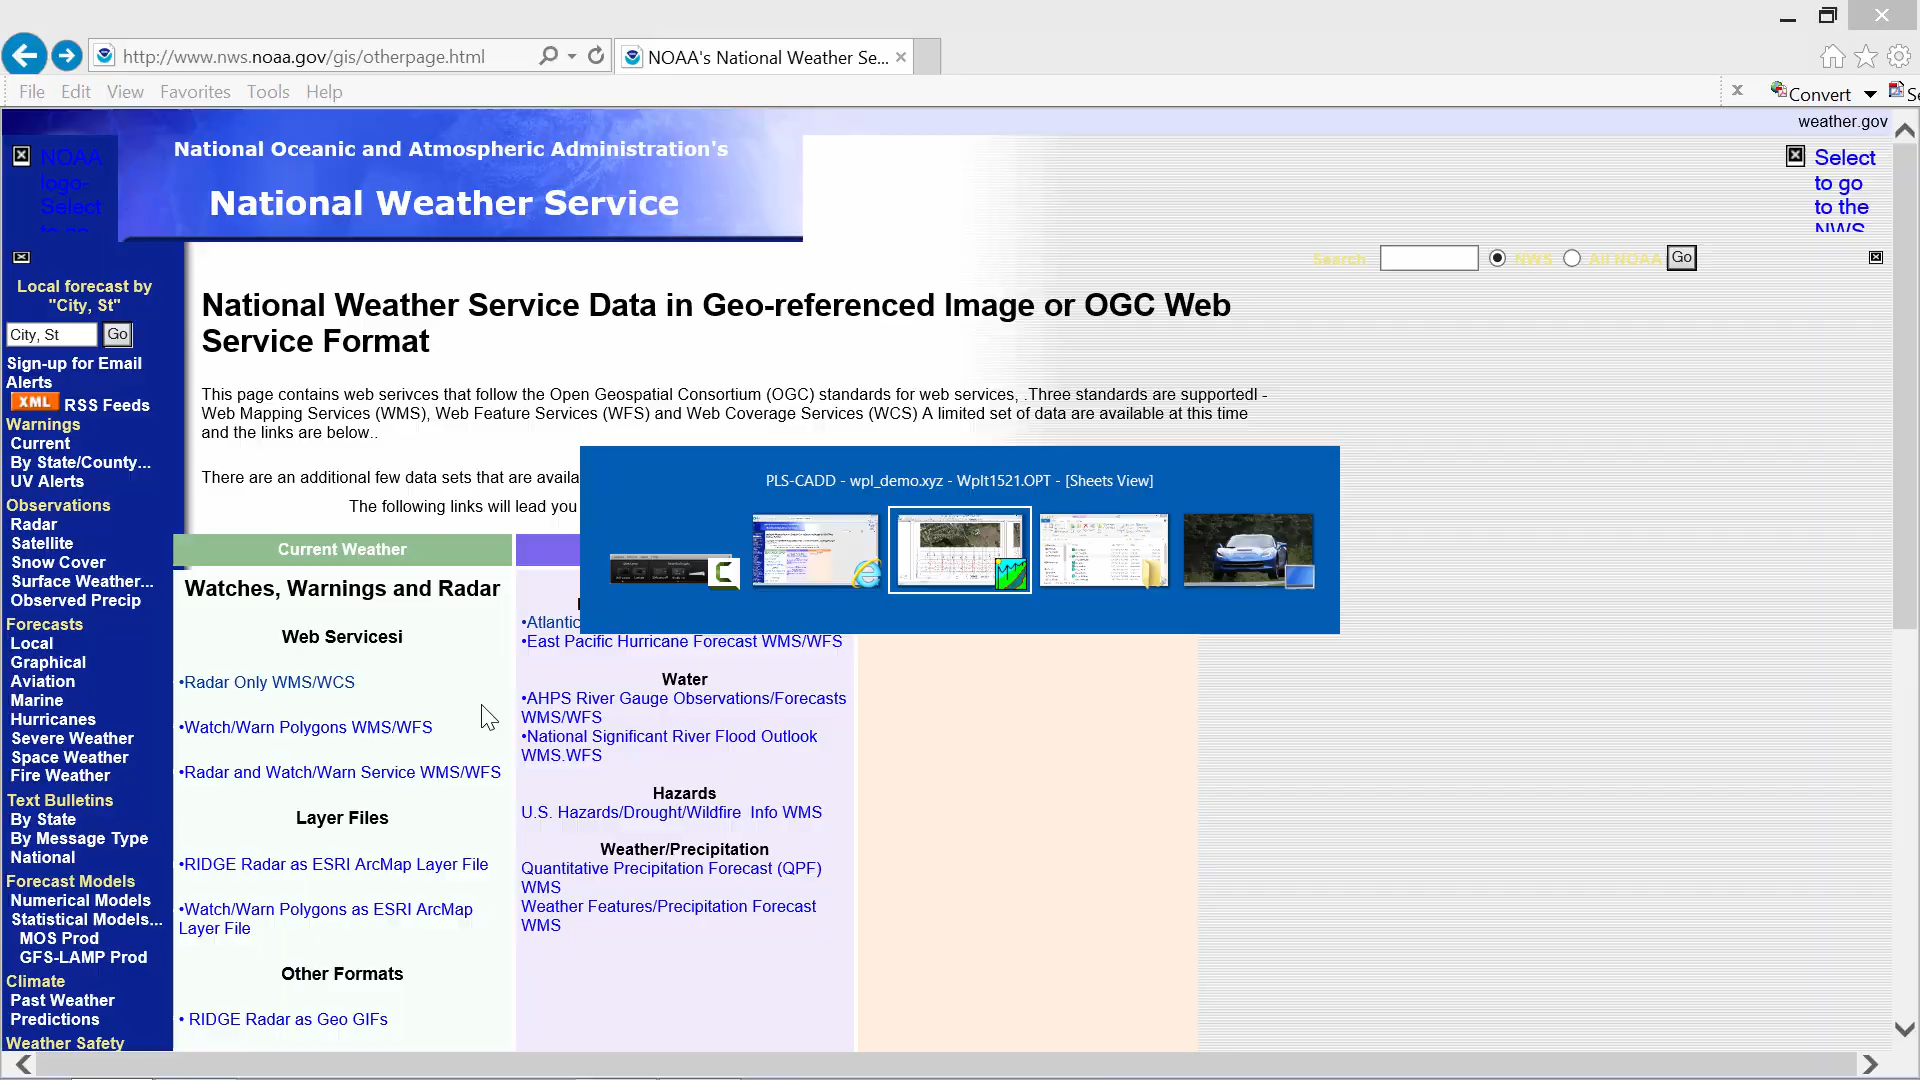 http://www.nws.noaa.gov/gis/otherpage.html
NOAA's National Weather Se...
File Edit View Favorites Tools Help
Convert
weather.gov
NOAA logo- Select
National Oceanic and Atmospheric Administration's
National Weather Service
Select
to go
to the
NWS
Search
NWS
All NOAA
Go
Local forecast by
"City, St"
City, St
Go
Sign-up for Email
Alerts
XML RSS Feeds
Warnings
Current
By State/County...
UV Alerts
Observations
Radar
Satellite
Snow Cover
Surface Weather...
Observed Precip
Forecasts
Local
Graphical
Aviation
Marine
Hurricanes
Severe Weather
Space Weather
Fire Weather
Text Bulletins
By State
By Message Type
National
Forecast Models
Numerical Models
Statistical Models...
MOS Prod
GFS-LAMP Prod
Climate
Past Weather
Predictions
Weather Safety
National Weather Service Data in Geo-referenced Image or OGC Web
Service Format
This page contains web serivces that follow the Open Geospatial Consortium (OGC) standards for web services, .Three standards are supportedl -
Web Mapping Services (WMS), Web Feature Services (WFS) and Web Coverage Services (WCS) A limited set of data are available at this time
and the links are below..
There are an additional few data sets that are availa
The following links will lead you
PLS-CADD - wpl_demo.xyz - Wplt1521.OPT - [Sheets View]
Current Weather
Watches, Warnings and Radar
Web Servicesi
•Radar Only WMS/WCS
•Watch/Warn Polygons WMS/WFS
•Radar and Watch/Warn Service WMS/WFS
Layer Files
•RIDGE Radar as ESRI ArcMap Layer File
•Watch/Warn Polygons as ESRI ArcMap
Layer File
Other Formats
• RIDGE Radar as Geo GIFs
•Atlantic
•East Pacific Hurricane Forecast WMS/WFS
Water
•AHPS River Gauge Observations/Forecasts
WMS/WFS
•National Significant River Flood Outlook
WMS.WFS
Hazards
U.S. Hazards/Drought/Wildfire Info WMS
Weather/Precipitation
Quantitative Precipitation Forecast (QPF)
WMS
Weather Features/Precipitation Forecast
WMS